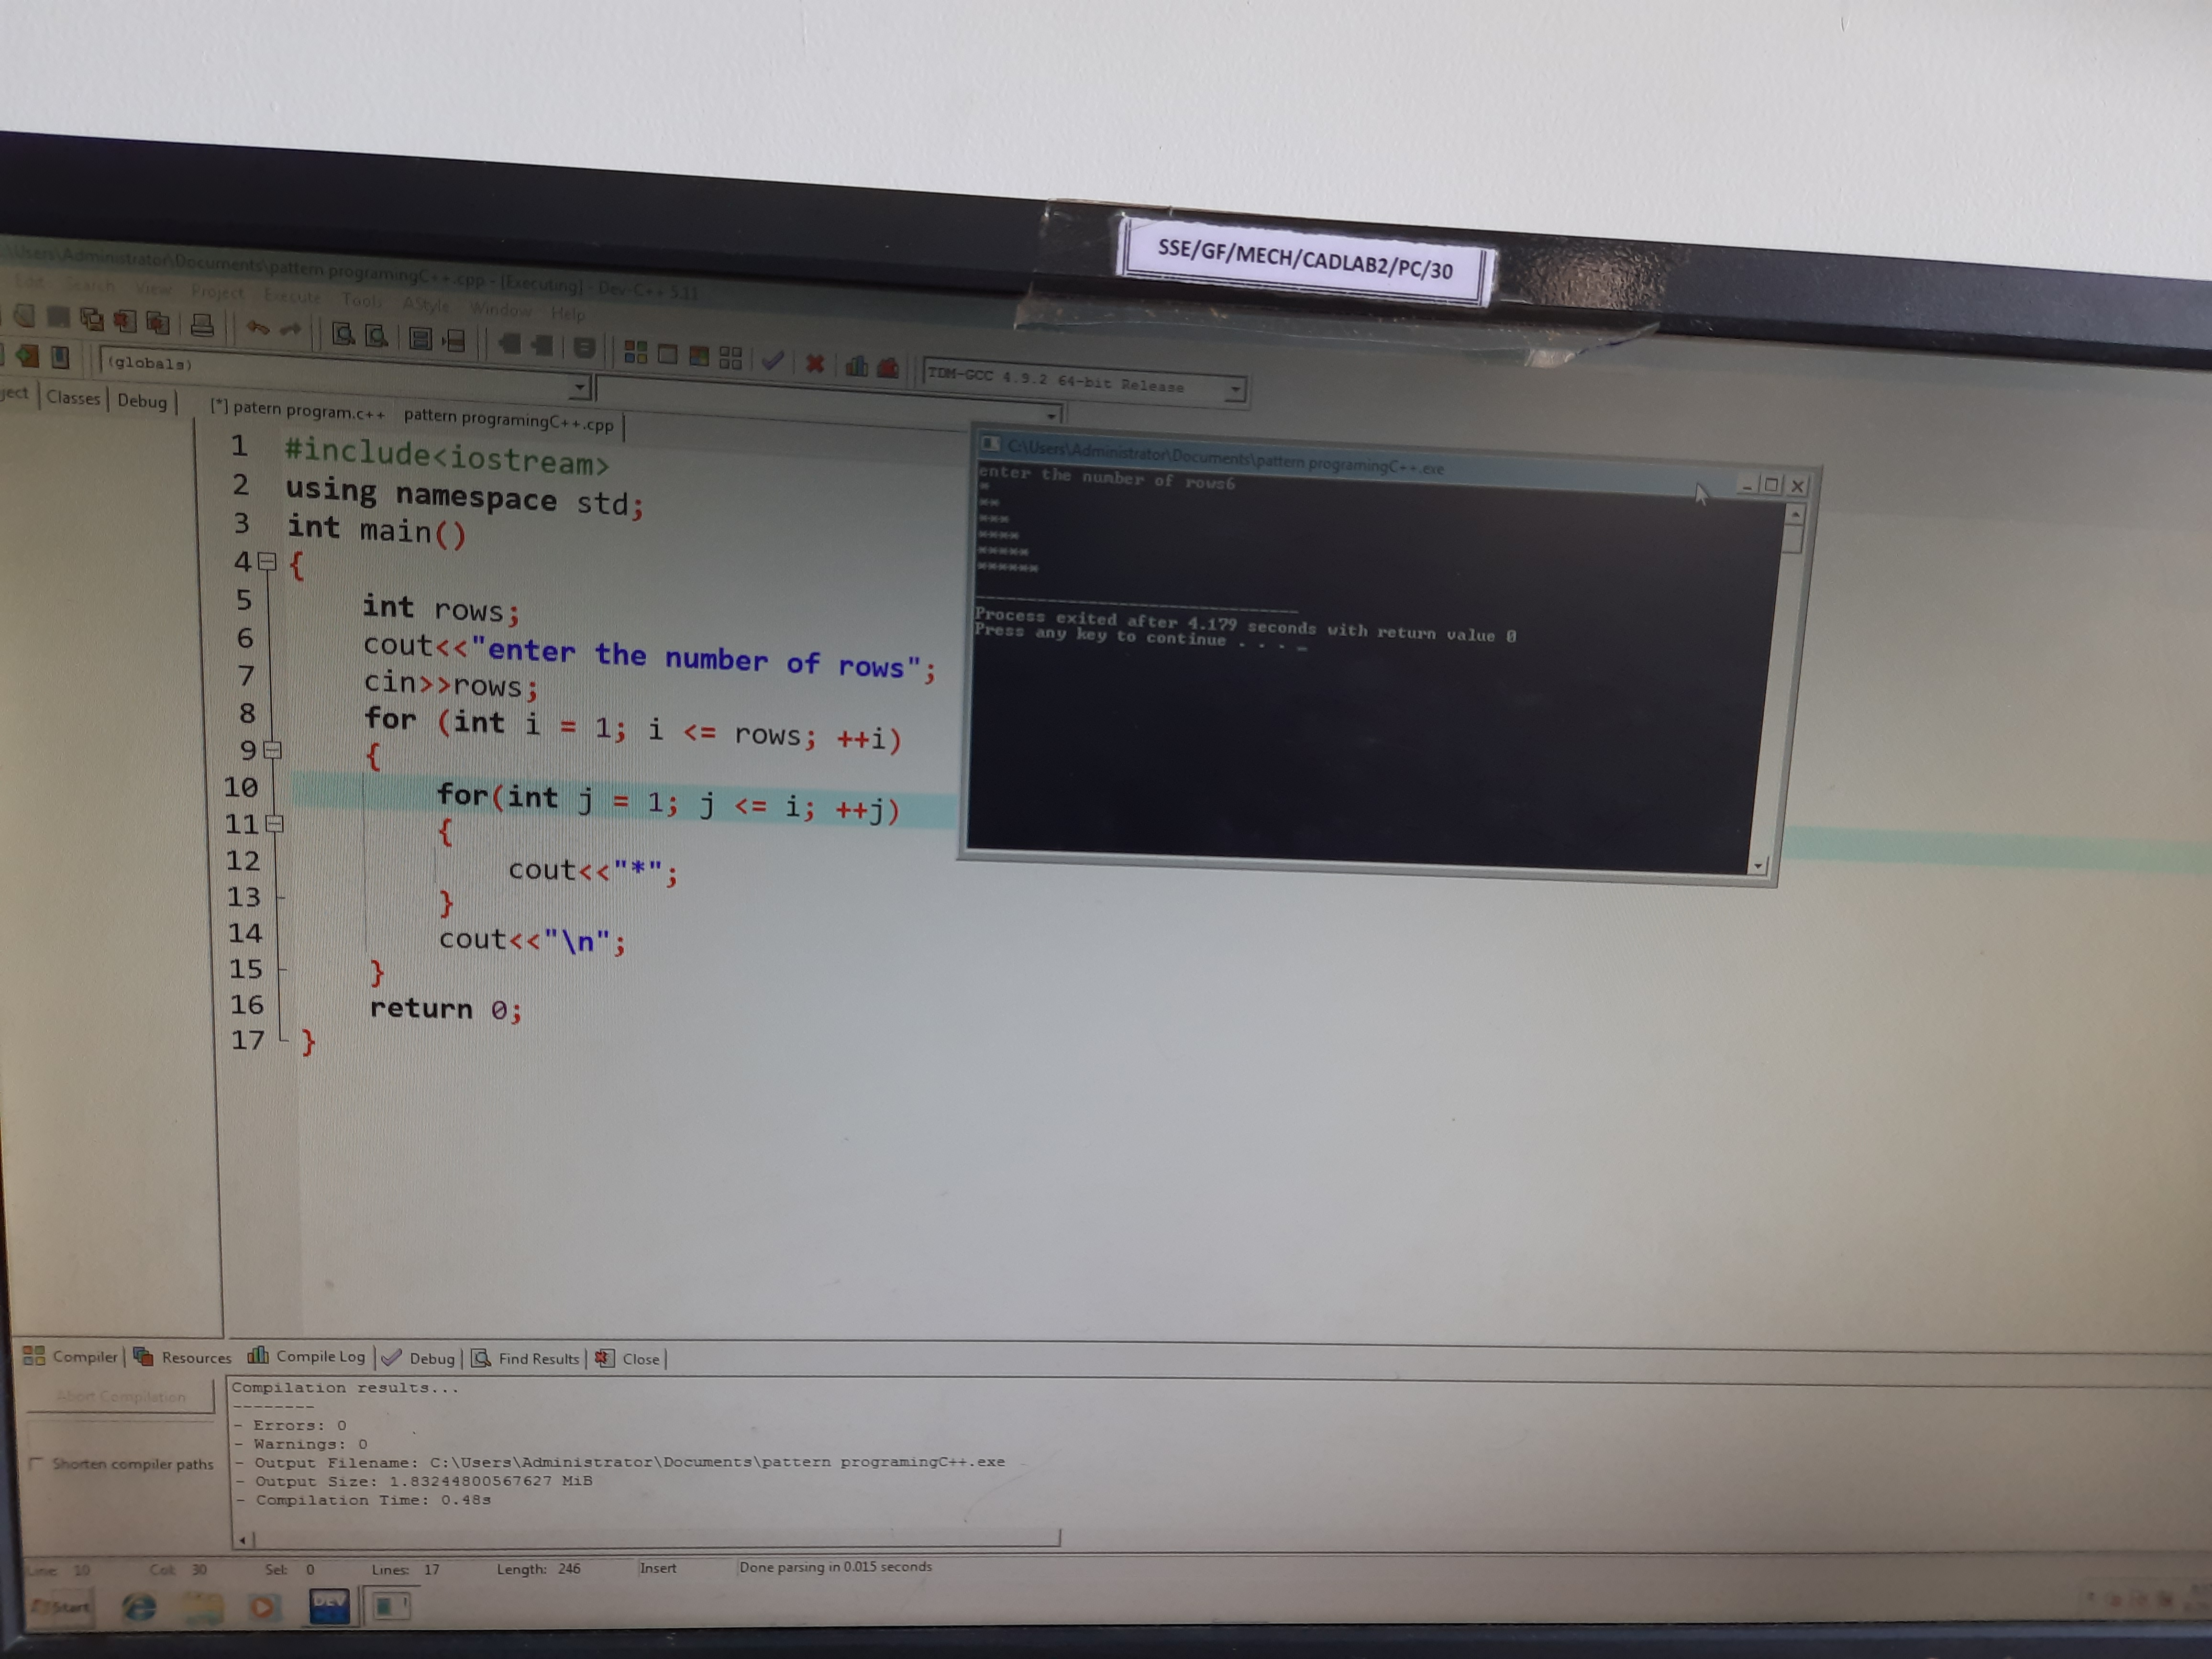 SSE/GF/MECH/CADLAB2/PC/30
\Users\Administrator\Documents\pattern programingC++.cpp - [Executing] - Dev-C++ 5.11
Edit Search View Project Execute Tools AStyle Window Help
(globals)
TDM-GCC 4.9.2 64-bit Release
ject Classes Debug
[*] patern program.c++ pattern programingC++.cpp
1 #include<iostream>
2 using namespace std;
3 int main()
4 {
5 int rows;
6 cout<<"enter the number of rows";
7 cin>>rows;
8 for (int i = 1; i <= rows; ++i)
9 {
10 for(int j = 1; j <= i; ++j)
11 {
12 cout<<"*";
13 }
14 cout<<"\n";
15 }
16 return 0;
17 }
C:\Users\Administrator\Documents\pattern programingC++.exe
enter the number of rows6
*
**
***
****
*****
******
--------------------------------
Process exited after 4.179 seconds with return value 0
Press any key to continue . . . _
Compiler Resources Compile Log Debug Find Results Close
Abort Compilation
Shorten compiler paths
Compilation results...
--------
- Errors: 0
- Warnings: 0
- Output Filename: C:\Users\Administrator\Documents\pattern programingC++.exe
- Output Size: 1.83244800567627 MiB
- Compilation Time: 0.48s
Line: 10 Col: 30 Sel: 0 Lines: 17 Length: 246 Insert Done parsing in 0.015 seconds
Start DEV